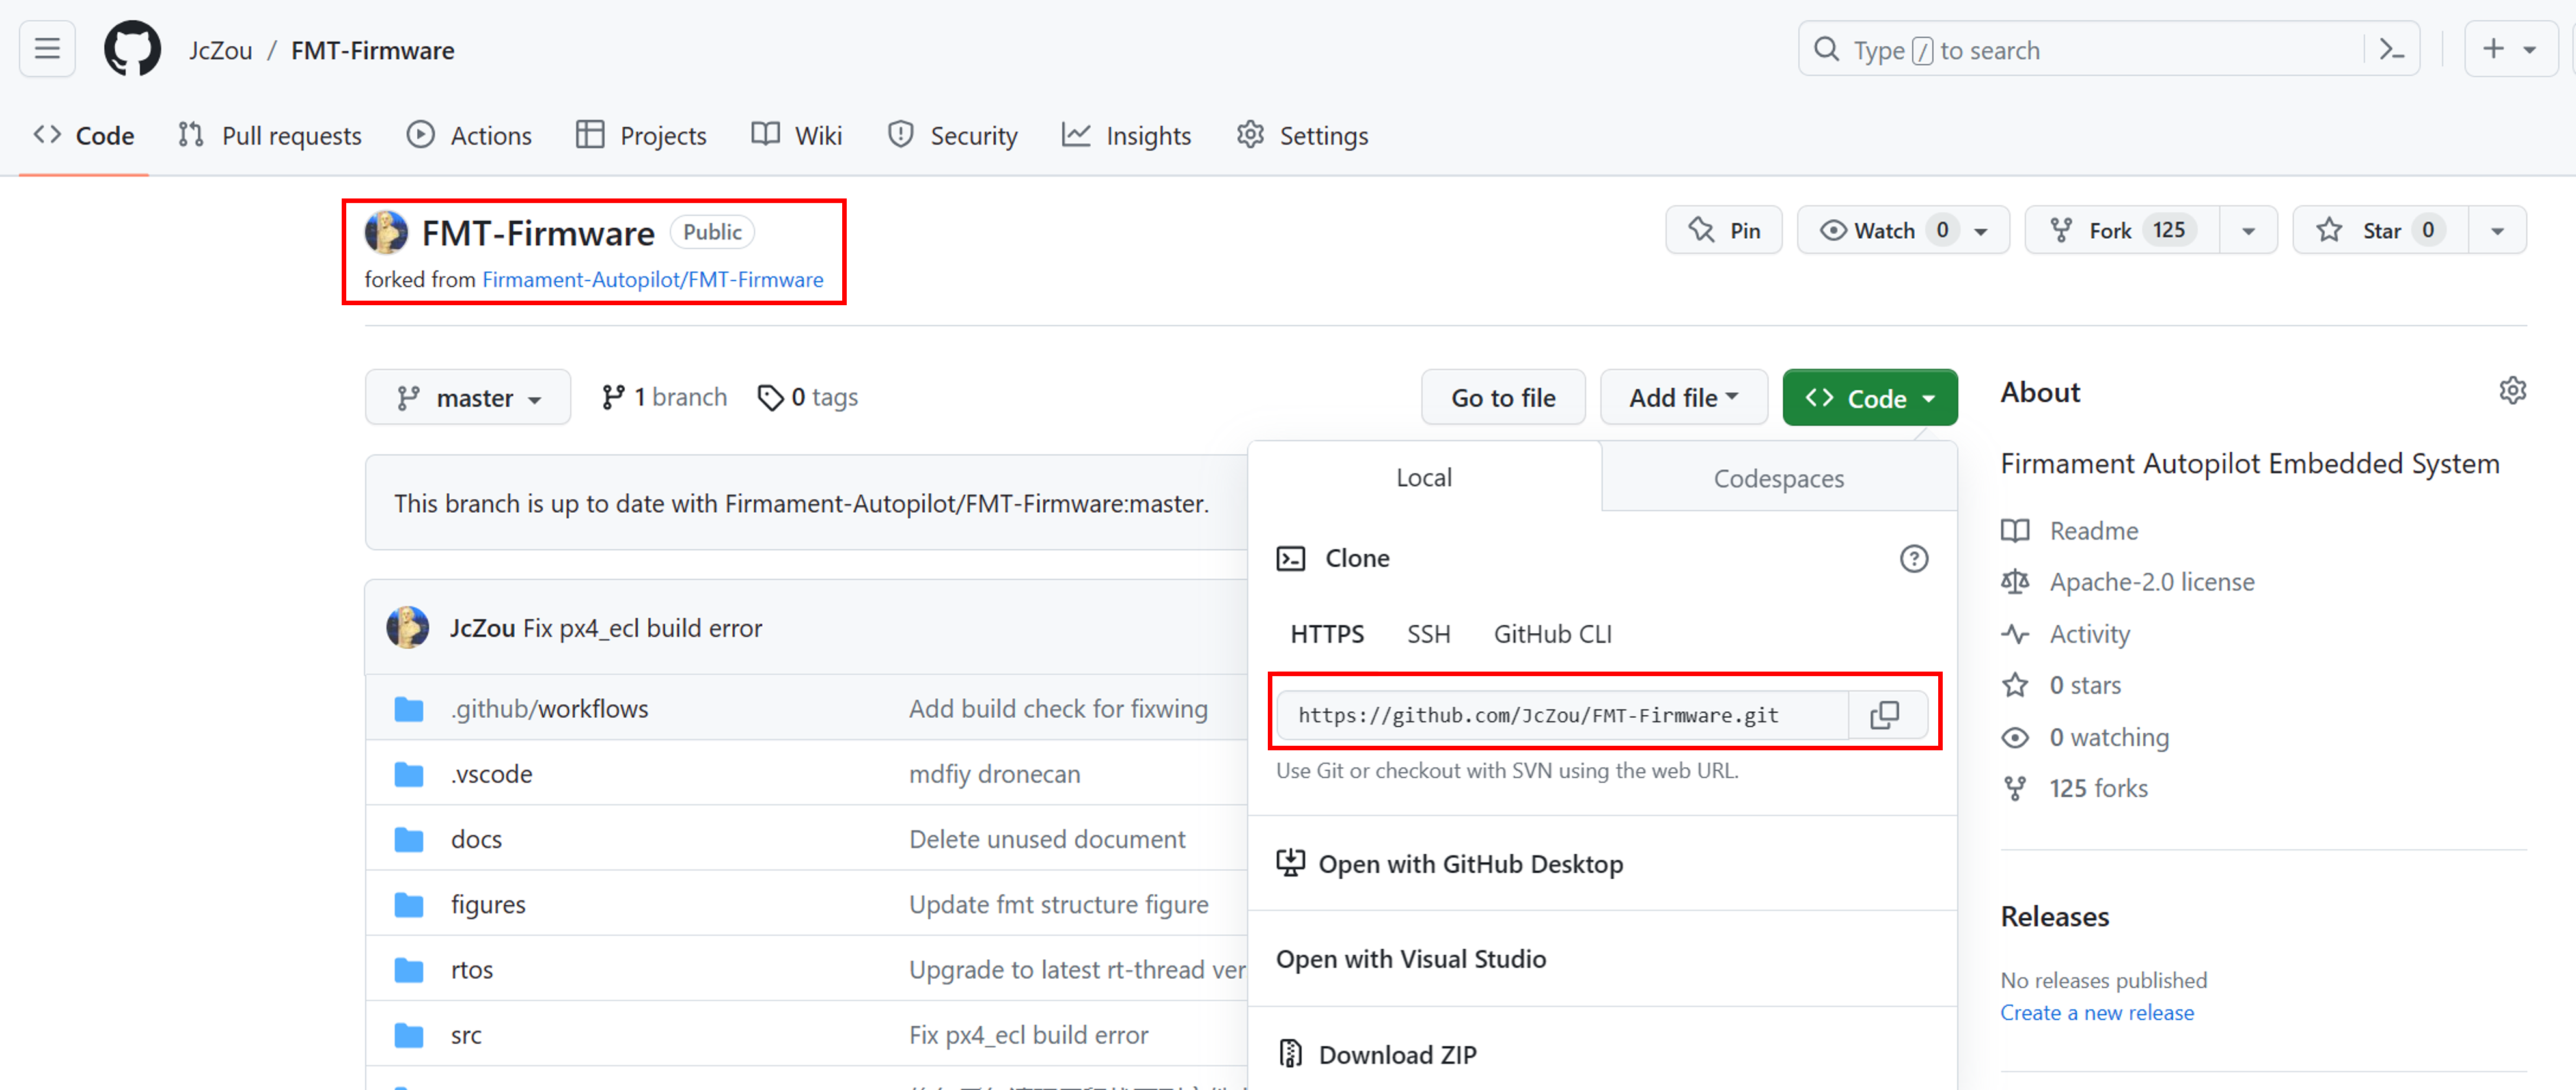 JcZou / FMT-Firmware
Type / to search
Code Pull requests Actions Projects Wiki Security Insights Settings
FMT-Firmware Public
forked from Firmament-Autopilot/FMT-Firmware
Pin Watch 0 Fork 125 Star 0
master 1 branch 0 tags
Go to file Add file Code
This branch is up to date with Firmament-Autopilot/FMT-Firmware:master.
JcZou Fix px4_ecl build error
.github/workflows Add build check for fixwing
.vscode mdfiy dronecan
docs Delete unused document
figures Update fmt structure figure
rtos Upgrade to latest rt-thread ver
src Fix px4_ecl build error
Local Codespaces
Clone
HTTPS SSH GitHub CLI
https://github.com/JcZou/FMT-Firmware.git
Use Git or checkout with SVN using the web URL.
Open with GitHub Desktop
Open with Visual Studio
Download ZIP
About
Firmament Autopilot Embedded System
Readme
Apache-2.0 license
Activity
0 stars
0 watching
125 forks
Releases
No releases published
Create a new release